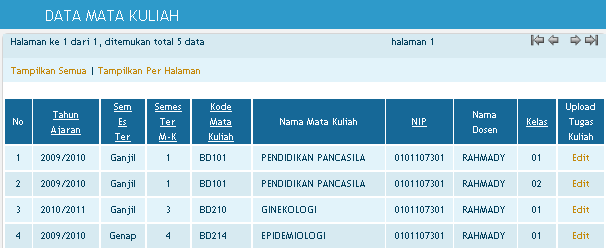 DATA MATA KULIAH
Halaman ke 1 dari 1, ditemukan total 5 data halaman 1
Tampilkan Semua | Tampilkan Per Halaman
No Tahun Ajaran Sem Es Ter Semes Ter M-K Kode Mata Kuliah Nama Mata Kuliah NIP Nama Dosen Kelas Upload Tugas Kuliah
1 2009/2010 Ganjil 1 BD101 PENDIDIKAN PANCASILA 0101107301 RAHMADY 01 Edit
2 2009/2010 Ganjil 1 BD101 PENDIDIKAN PANCASILA 0101107301 RAHMADY 02 Edit
3 2010/2011 Ganjil 3 BD210 GINEKOLOGI 0101107301 RAHMADY 01 Edit
4 2009/2010 Genap 4 BD214 EPIDEMIOLOGI 0101107301 RAHMADY 01 Edit